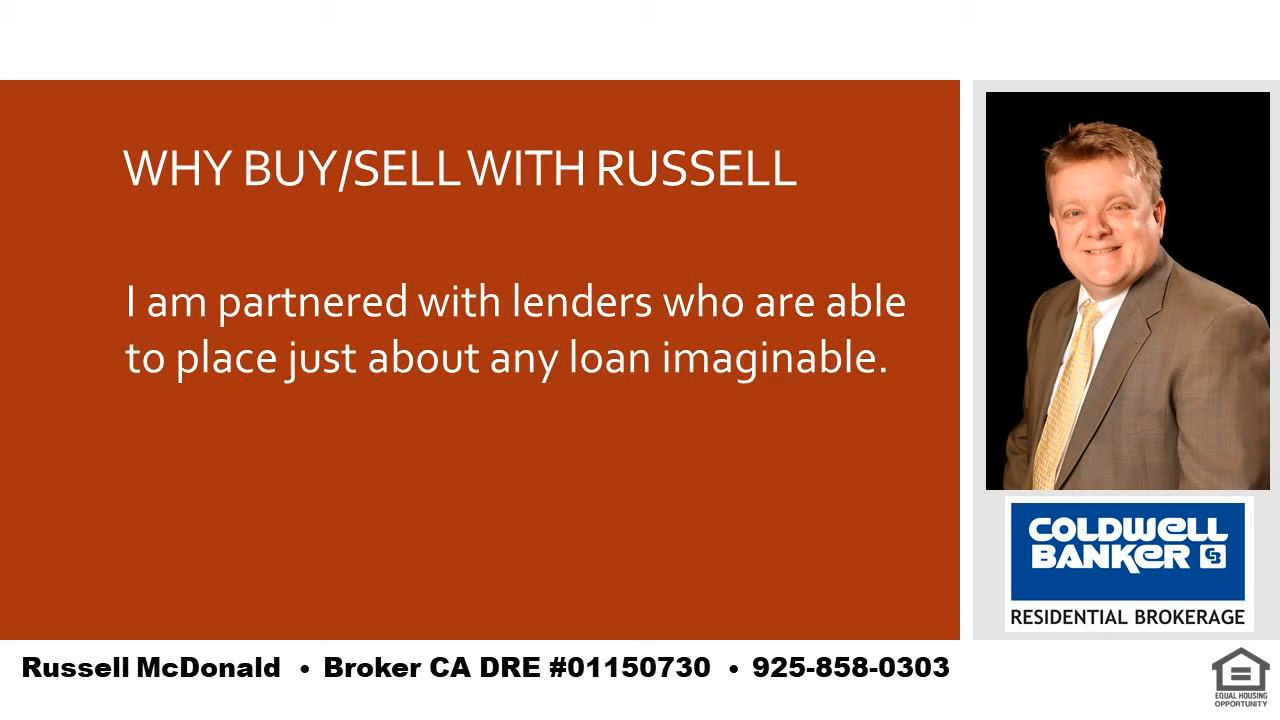 WHY BUY/SELL WITH RUSSELL
I am partnered with lenders who are able
to place just about any loan imaginable.
COLDWELL
BANKER CB
RESIDENTIAL BROKERAGE
Russell McDonald • Broker CA DRE #01150730 • 925-858-0303
EQUAL HOUSING
OPPORTUNITY